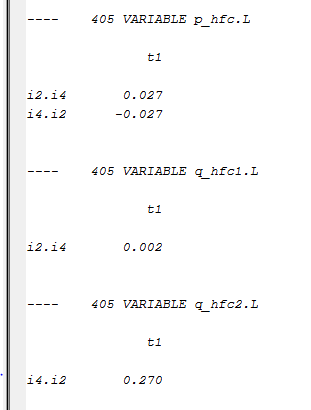 ---- 405 VARIABLE p_hfc.L
t1
i2.i4 0.027
i4.i2 -0.027
---- 405 VARIABLE q_hfc1.L
t1
i2.i4 0.002
---- 405 VARIABLE q_hfc2.L
t1
i4.i2 0.270